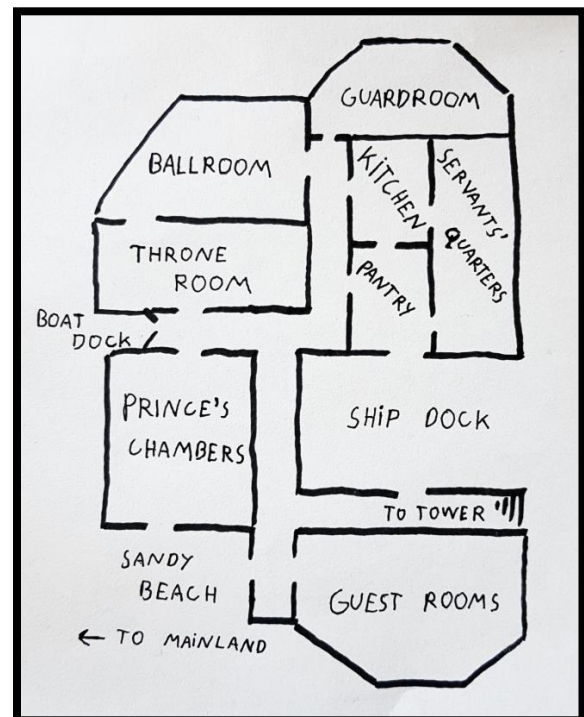 GUARDROOM
BALLROOM
KITCHEN
SERVANTS'
QUARTERS
THRONE
ROOM
PANTRY
BOAT
DOCK
PRINCE'S
CHAMBERS
SHIP DOCK
TO TOWER
SANDY
BEACH
GUEST ROOMS
← TO MAINLAND